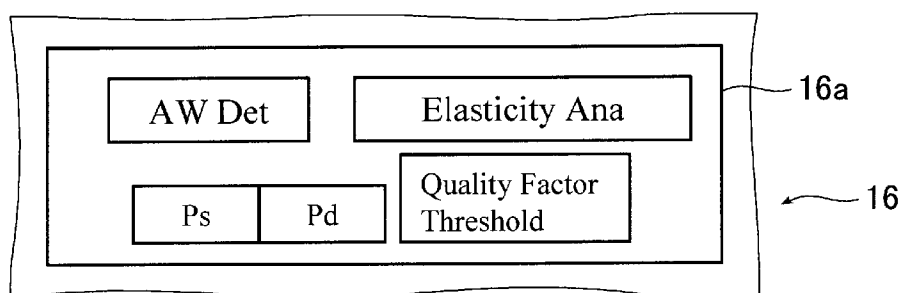 AW Det
Elasticity Ana
16a
Ps
Pd
Quality Factor
Threshold
16